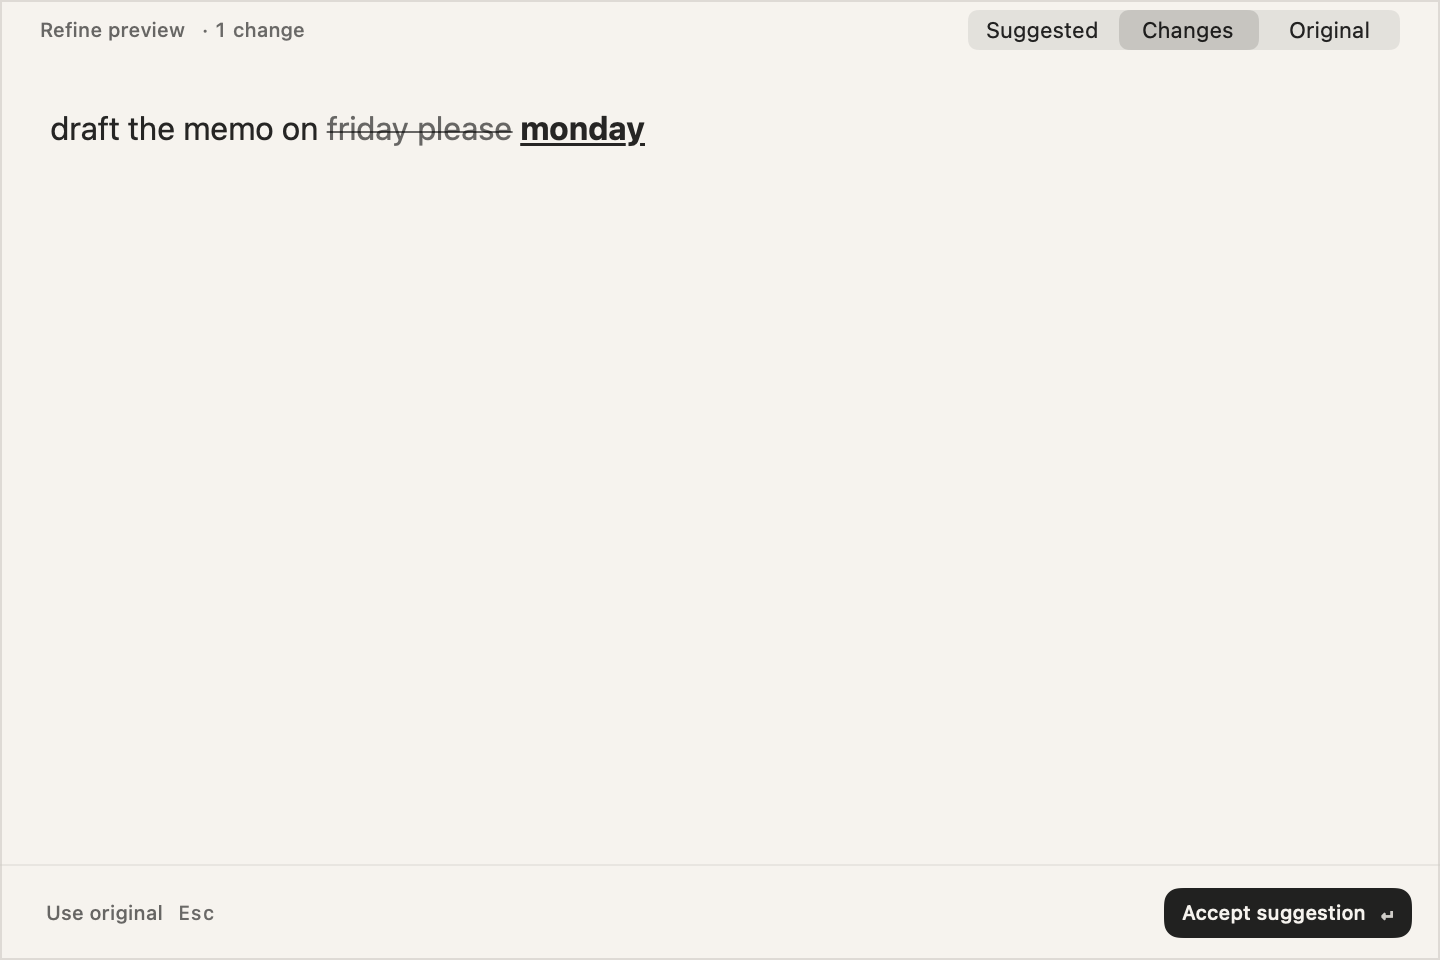 Refine preview · 1 change
Suggested Changes Original
draft the memo on friday please monday
Use original Esc
Accept suggestion ↵